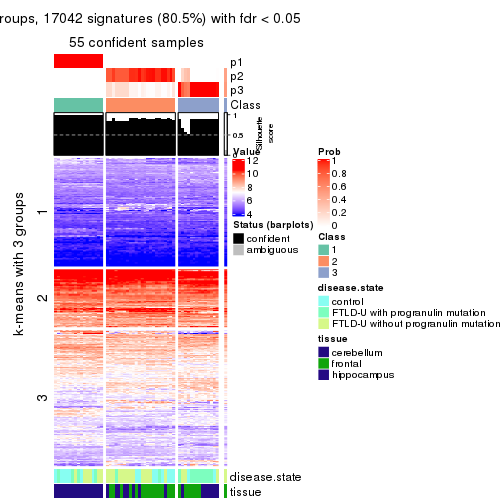 roups, 17042 signatures (80.5%) with fdr < 0.05
55 confident samples
p1
p2
p3
Class
1
0.5
0
Silhouette
score
k-means with 3 groups
1
2
3
disease.state
tissue
Value
12
10
8
6
4
Status (barplots)
confident
ambiguous
Prob
1
0.8
0.6
0.4
0.2
0
Class
1
2
3
disease.state
control
FTLD-U with progranulin mutation
FTLD-U without progranulin mutation
tissue
cerebellum
frontal
hippocampus